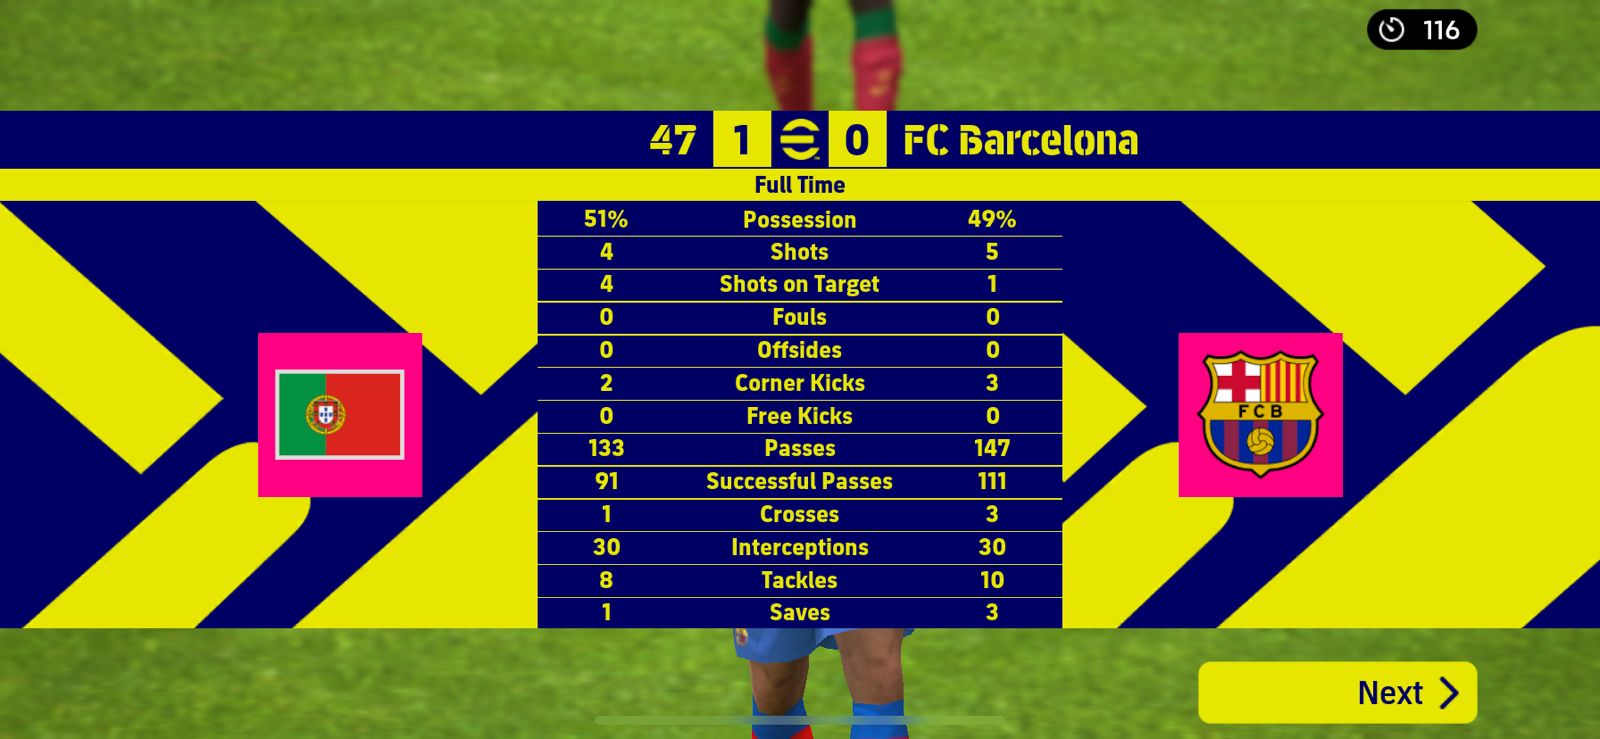 116
47 1 0 FC Barcelona
Full Time
51% Possession 49%
4 Shots 5
4 Shots on Target 1
0 Fouls 0
0 Offsides 0
2 Corner Kicks 3
0 Free Kicks 0
133 Passes 147
91 Successful Passes 111
1 Crosses 3
30 Interceptions 30
8 Tackles 10
1 Saves 3
FCB
Next